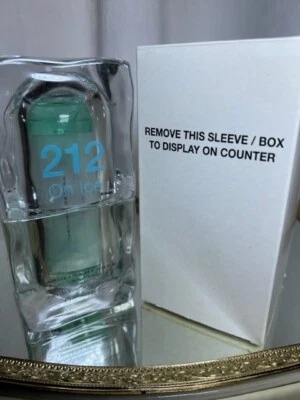 212
On Ice
REMOVE THIS SLEEVE / BOX
TO DISPLAY ON COUNTER